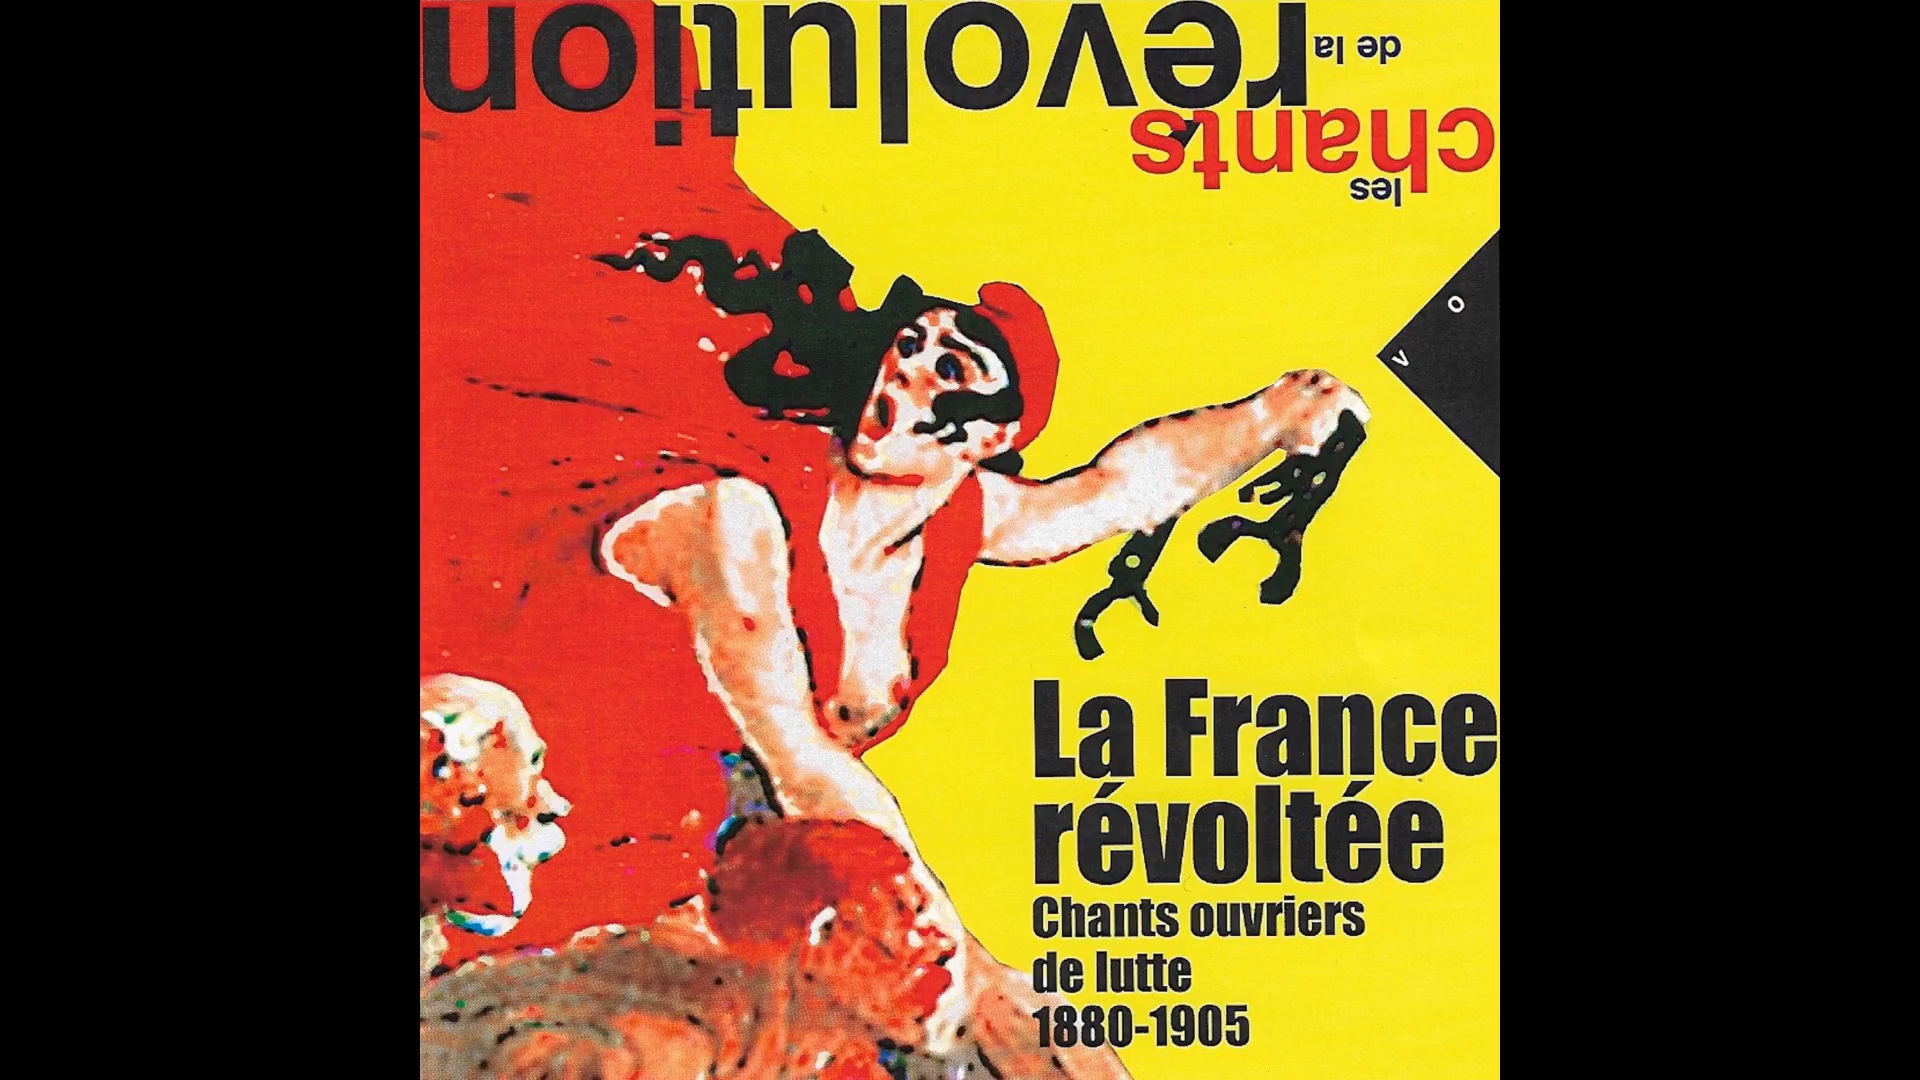 les
chants
de la
révolution
V O
La France
révoltée
Chants ouvriers
de lutte
1880-1905